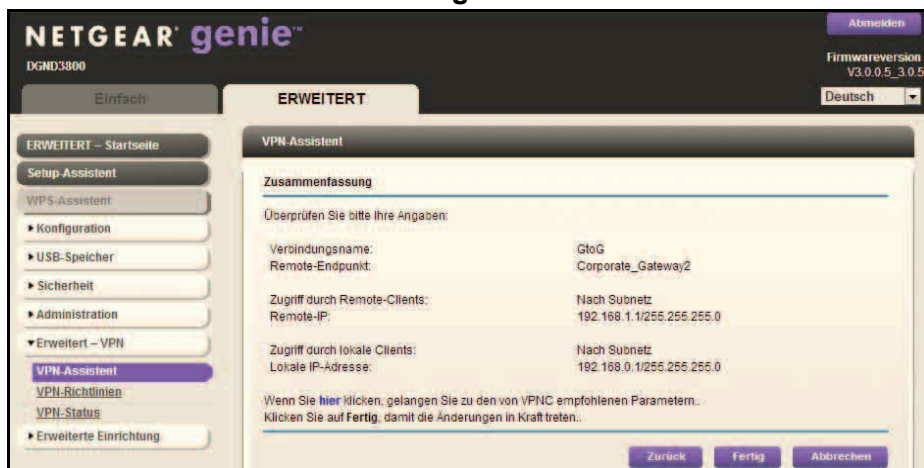 NETGEAR® genie™
DGND3800
Abmelden
Firmwareversion
V3.0.0.5_3.0.5
Einfach
ERWEITERT
Deutsch
ERWEITERT – Startseite
Setup-Assistent
WPS-Assistent
Konfiguration
USB-Speicher
Sicherheit
Administration
Erweitert – VPN
VPN-Assistent
VPN-Richtlinien
VPN-Status
Erweiterte Einrichtung
VPN-Assistent
Zusammenfassung
Überprüfen Sie bitte Ihre Angaben:
Verbindungsname: GtoG
Remote-Endpunkt: Corporate_Gateway2
Zugriff durch Remote-Clients: Nach Subnetz
Remote-IP: 192.168.1.1/255.255.255.0
Zugriff durch lokale Clients: Nach Subnetz
Lokale IP-Adresse: 192.168.0.1/255.255.255.0
Wenn Sie hier klicken, gelangen Sie zu den von VPNC empfohlenen Parametern..
Klicken Sie auf Fertig, damit die Änderungen in Kraft treten..
Zurück Fertig Abbrechen